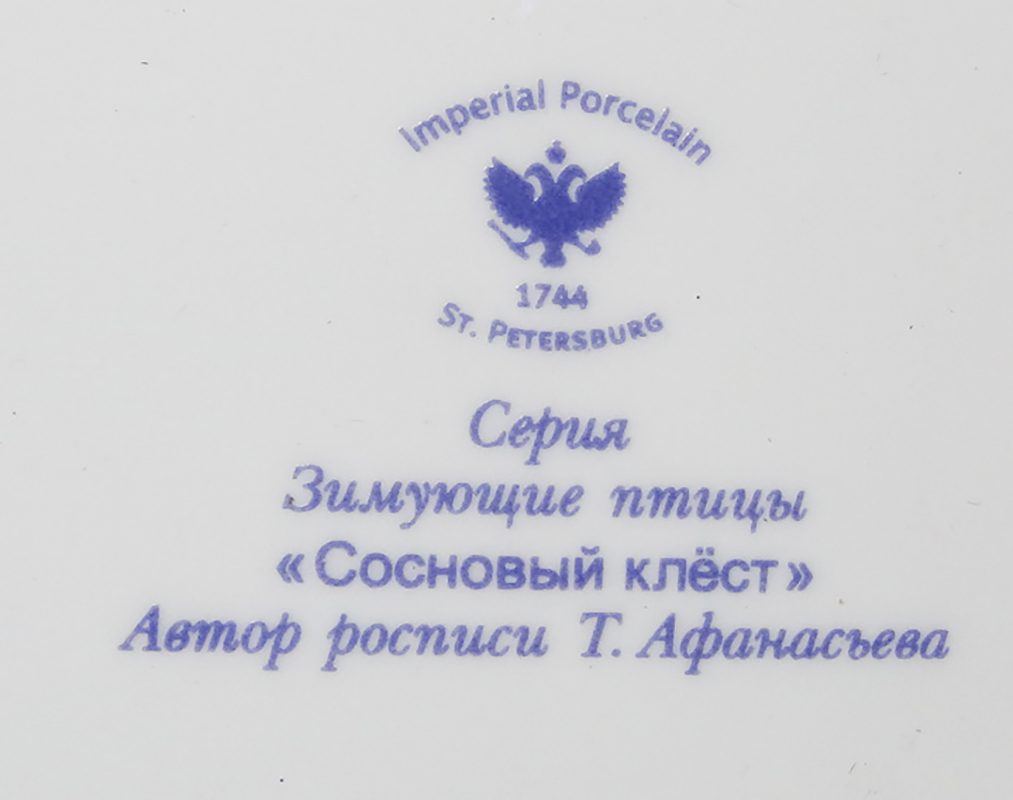 Imperial Porcelain
1744
St. Petersburg
Серия
Зимующие птицы
«Сосновый клёст»
Автор росписи Т. Афанасьева